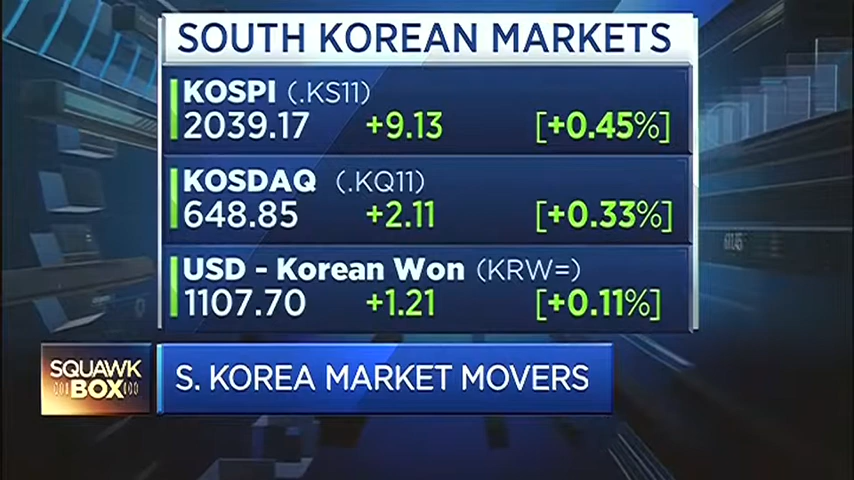 SOUTH KOREAN MARKETS
KOSPI (.KS11)
2039.17 +9.13 [+0.45%]
KOSDAQ (.KQ11)
648.85 +2.11 [+0.33%]
USD - Korean Won (KRW=)
1107.70 +1.21 [+0.11%]
SQUAWK
BOX
S. KOREA MARKET MOVERS